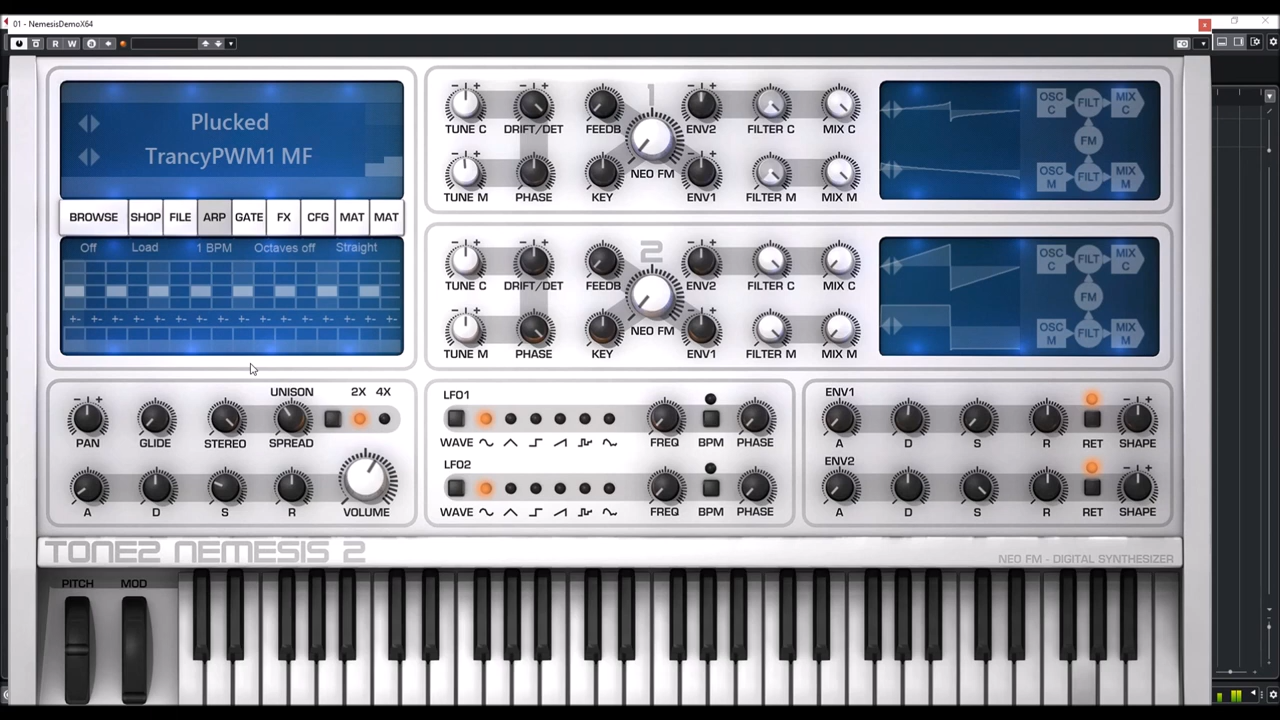 01 - NemesisDemoX64
R W
Plucked
TrancyPWM1 MF
BROWSE SHOP FILE ARP GATE FX CFG MAT MAT
Off Load 1 BPM Octaves off Straight
1
TUNE C DRIFT/DET FEEDB ENV2 FILTER C MIX C
NEO FM
TUNE M PHASE KEY ENV1 FILTER M MIX M
OSC C FILT MIX C
FM
OSC M FILT MIX M
2
TUNE C DRIFT/DET FEEDB ENV2 FILTER C MIX C
NEO FM
TUNE M PHASE KEY ENV1 FILTER M MIX M
OSC C FILT MIX C
FM
OSC M FILT MIX M
UNISON 2X 4X
PAN GLIDE STEREO SPREAD
A D S R VOLUME
LFO1
WAVE FREQ BPM PHASE
LFO2
WAVE FREQ BPM PHASE
ENV1
A D S R RET SHAPE
ENV2
A D S R RET SHAPE
TONE2 NEMESIS 2
NEO FM - DIGITAL SYNTHESIZER
PITCH MOD